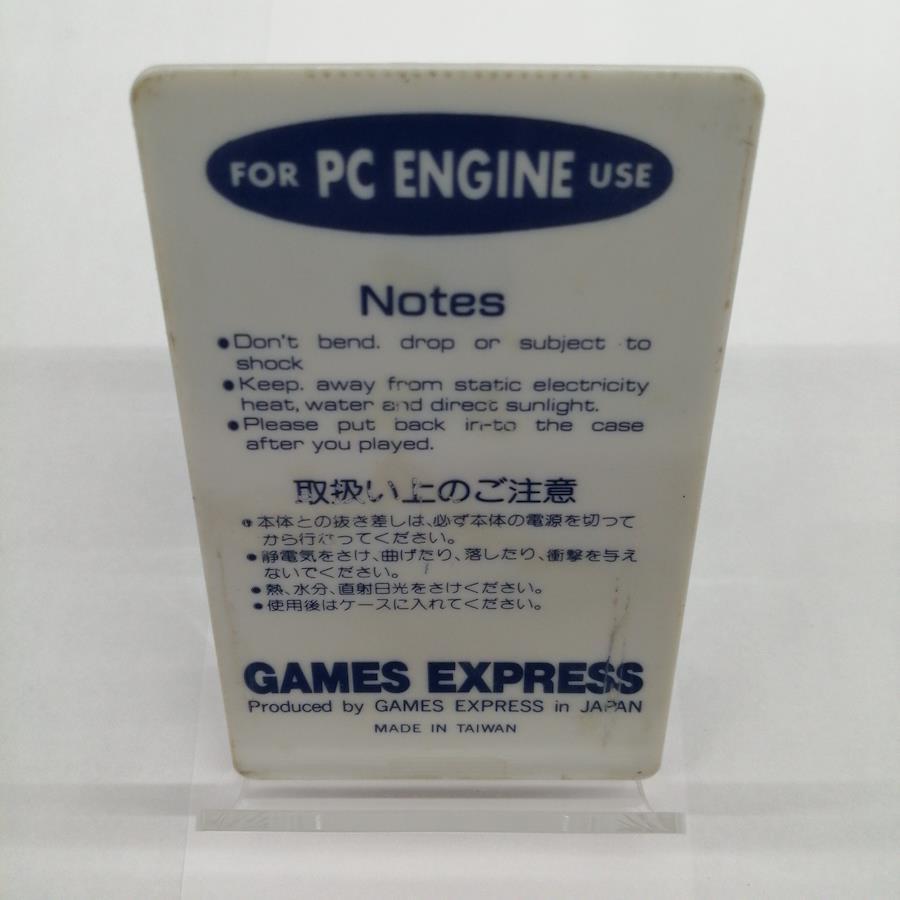 FOR PC ENGINE USE
Notes
●Don't bend. drop or subject to
shock
●Keep. away from static electricity
heat, water and direct sunlight.
●Please put back in-to the case
after you played.
取扱い上のご注意
●本体との抜き差しは、必ず本体の電源を切って
から行なってください。
●静電気をさけ、曲げたり、落したり、衝撃を与え
ないでください。
●熱、水分、直射日光をさけてください。
●使用後はケースに入れてください。
GAMES EXPRESS
Produced by GAMES EXPRESS in JAPAN
MADE IN TAIWAN